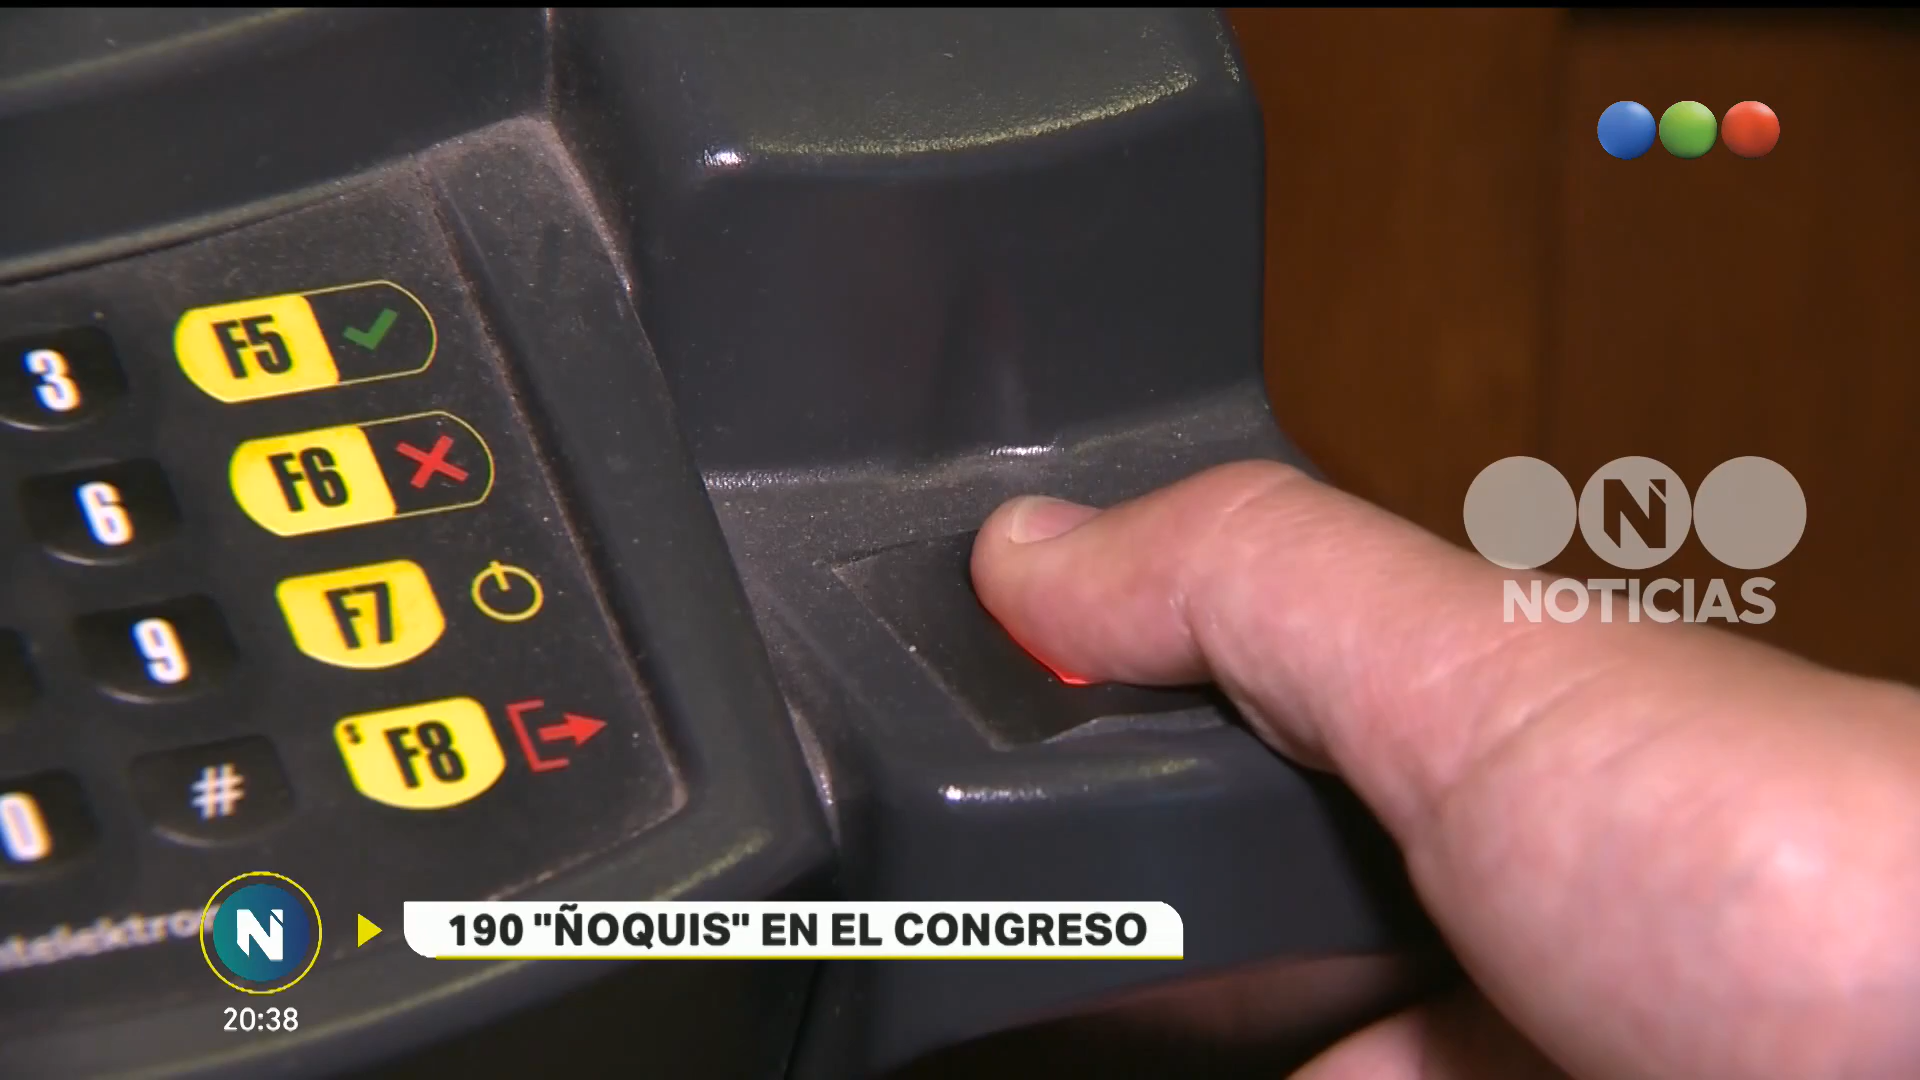 3
F5
6
F6
9
F7
S F8
0
#
N
NOTICIAS
N
190 "ÑOQUIS" EN EL CONGRESO
20:38